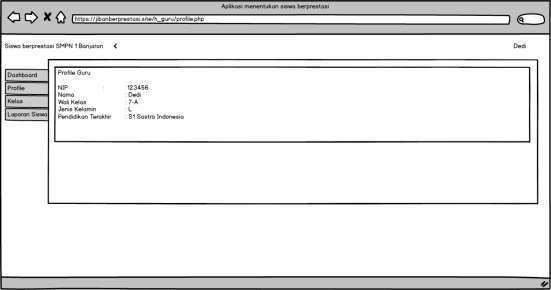 Aplikasi menentukan siswa berprestasi
https://jibanberprestasi.site/h_guru/profile.php
Siswa berprestasi SMPN 1 Banjaran
Dedi
Dashboard
Profile
Kelas
Laporan Siswa
Profile Guru
NIP : 123456
Nama : Dedi
Wali Kelas : 7-A
Jenis Kelamin : L
Pendidikan Terakhir : S1 Sastra Indonesia